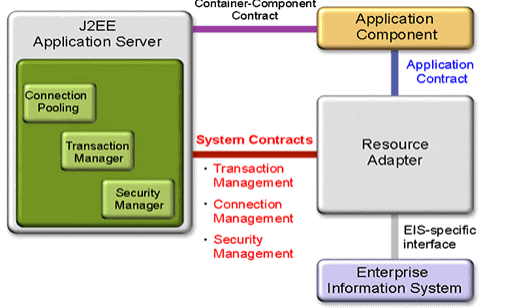 Container-Component
Contract
J2EE
Application Server
Application
Component
Connection
Pooling
Transaction
Manager
Security
Manager
System Contracts
· Transaction
Management
· Connection
Management
· Security
Management
Application
Contract
Resource
Adapter
EIS-specific
interface
Enterprise
Information System